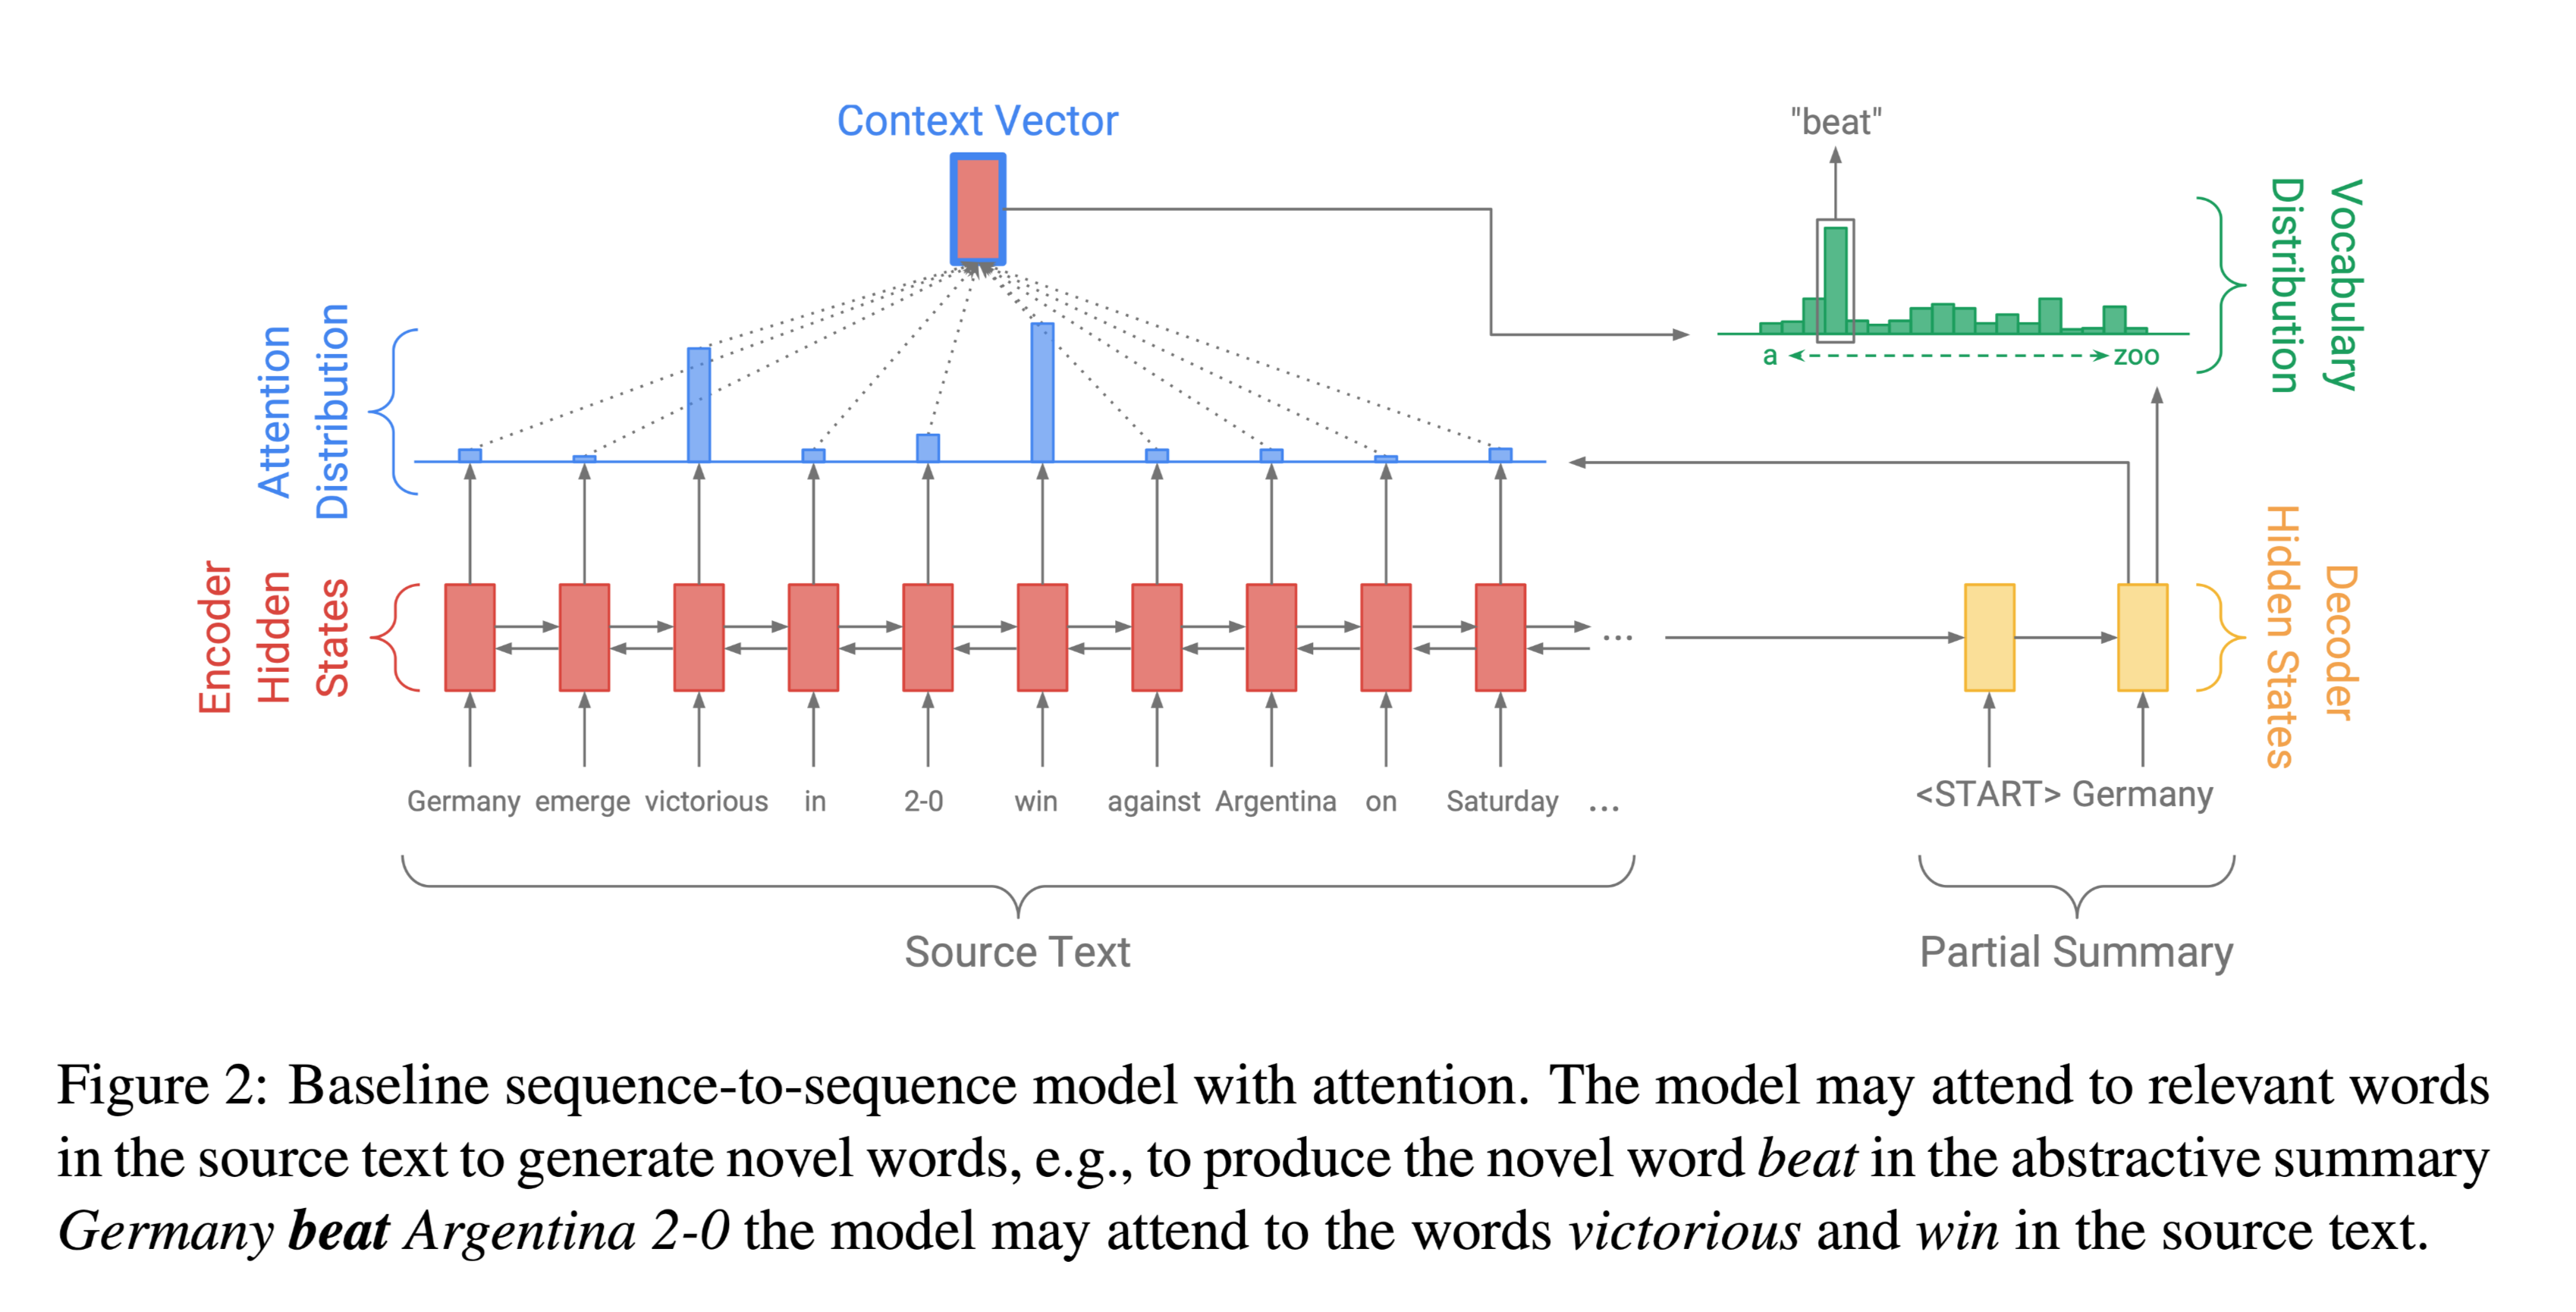 Context Vector
"beat"
Vocabulary
Distribution
a
zoo
Attention
Distribution
Encoder
Hidden
States
Decoder
Hidden States
...
Germany emerge victorious in 2-0 win against Argentina on Saturday ...
<START> Germany
Source Text
Partial Summary
Figure 2: Baseline sequence-to-sequence model with attention. The model may attend to relevant words
in the source text to generate novel words, e.g., to produce the novel word beat in the abstractive summary
Germany beat Argentina 2-0 the model may attend to the words victorious and win in the source text.